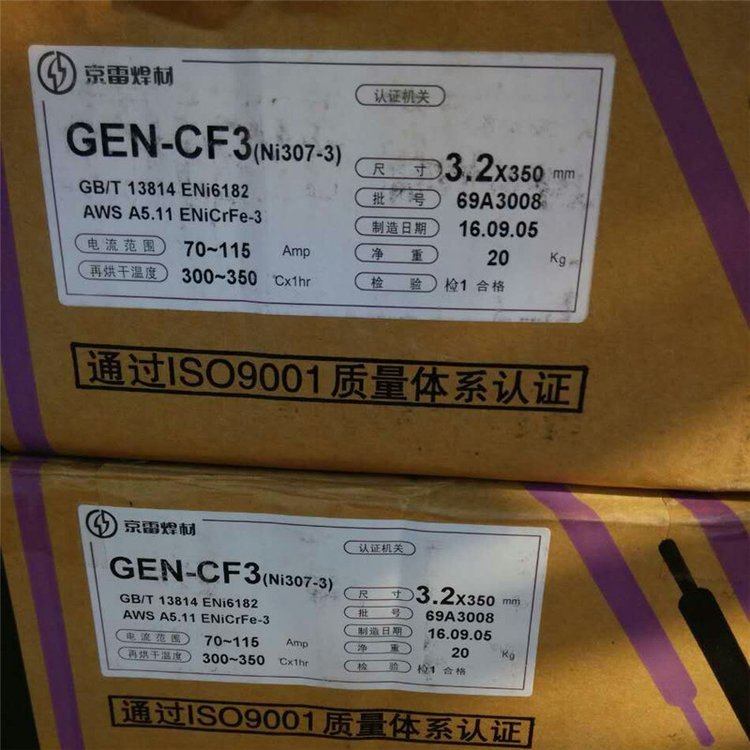 京雷焊材
认证机关
GEN-CF3(Ni307-3)
尺寸 3.2X350 mm
GB/T 13814 ENi6182
批号 69A3008
AWS A5.11 ENiCrFe-3
制造日期 16.09.05
电流范围 70~115 Amp
净重 20 Kg
再烘干温度 300~350 °Cx1hr
检验 检1 合格
通过ISO9001质量体系认证
京雷焊材
认证机关
GEN-CF3(Ni307-3)
尺寸 3.2X350 mm
GB/T 13814 ENi6182
批号 69A3008
AWS A5.11 ENiCrFe-3
制造日期 16.09.05
电流范围 70~115 Amp
净重 20 Kg
再烘干温度 300~350 °Cx1hr
检验 检1 合格
通过ISO9001质量体系认证